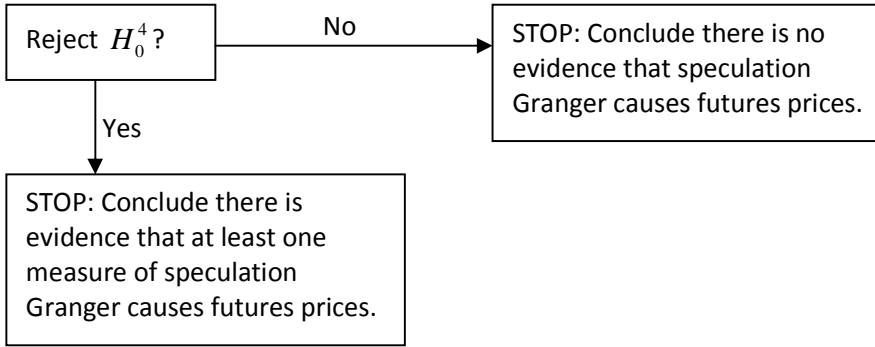 Reject $H_0^4$?
No
STOP: Conclude there is no
evidence that speculation
Granger causes futures prices.
Yes
STOP: Conclude there is
evidence that at least one
measure of speculation
Granger causes futures prices.